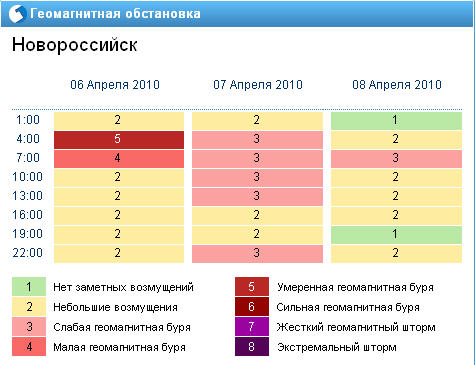 Геомагнитная обстановка
Новороссийск
06 Апреля 2010 07 Апреля 2010 08 Апреля 2010
1:00 2 2 1
4:00 5 3 2
7:00 4 3 3
10:00 2 3 2
13:00 2 3 2
16:00 2 2 2
19:00 2 2 1
22:00 2 3 2
1 Нет заметных возмущений 5 Умеренная геомагнитная буря
2 Небольшие возмущения 6 Сильная геомагнитная буря
3 Слабая геомагнитная буря 7 Жесткий геомагнитный шторм
4 Малая геомагнитная буря 8 Экстремальный шторм